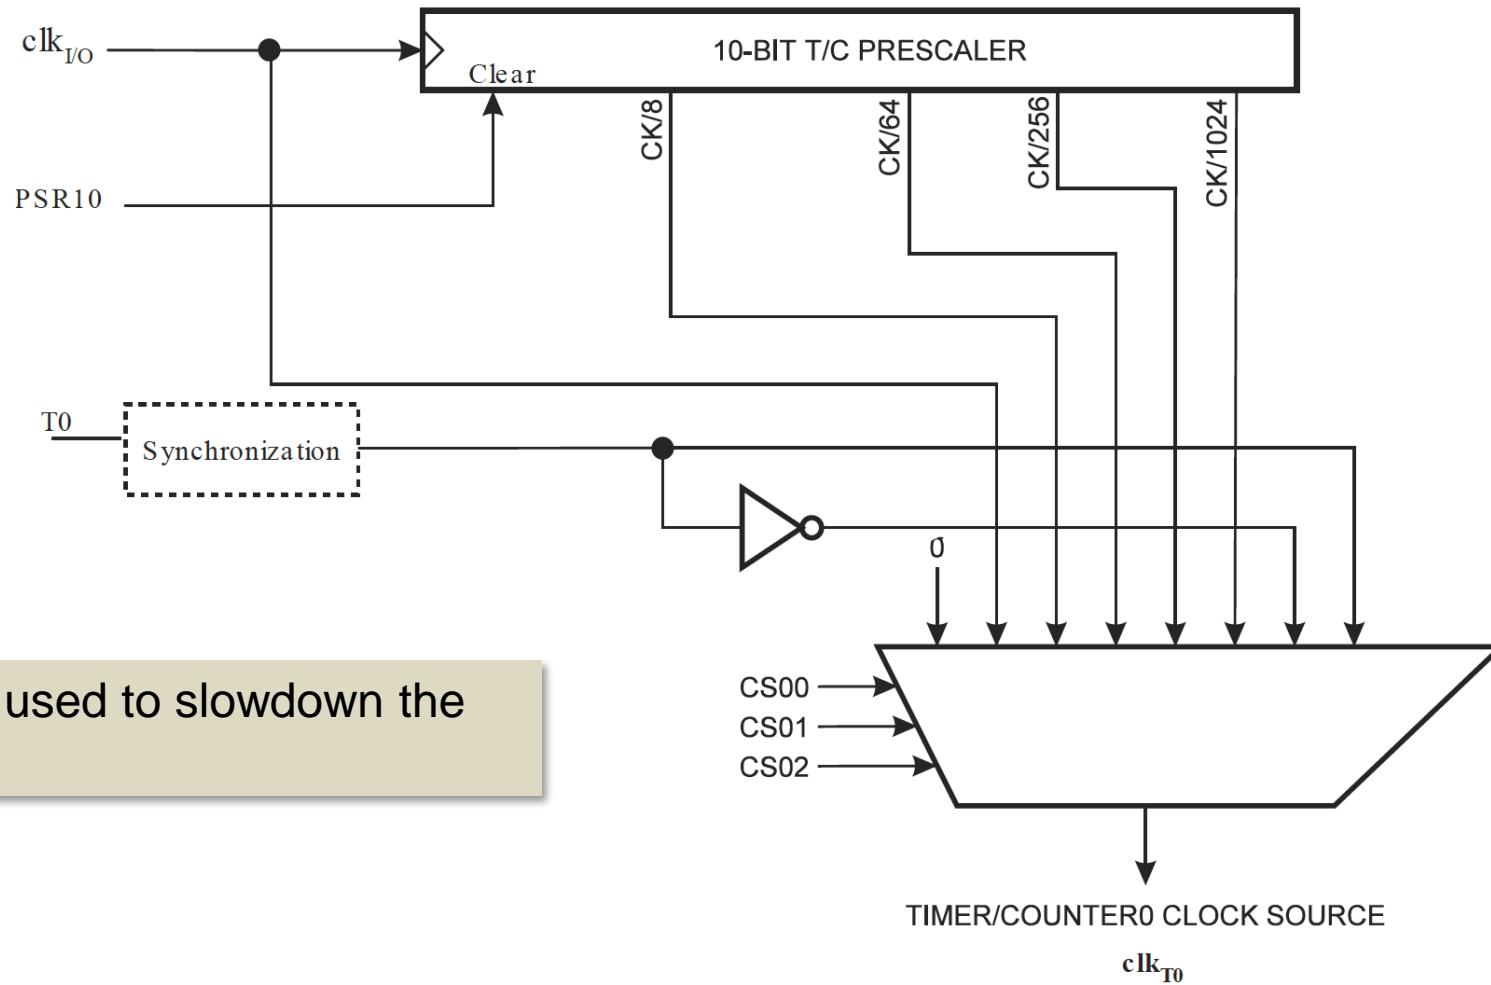 clkI/O
10-BIT T/C PRESCALER
Clear
CK/8
CK/64
CK/256
CK/1024
PSR10
T0
Synchronization
0
used to slowdown the
CS00
CS01
CS02
TIMER/COUNTER0 CLOCK SOURCE
clkT0